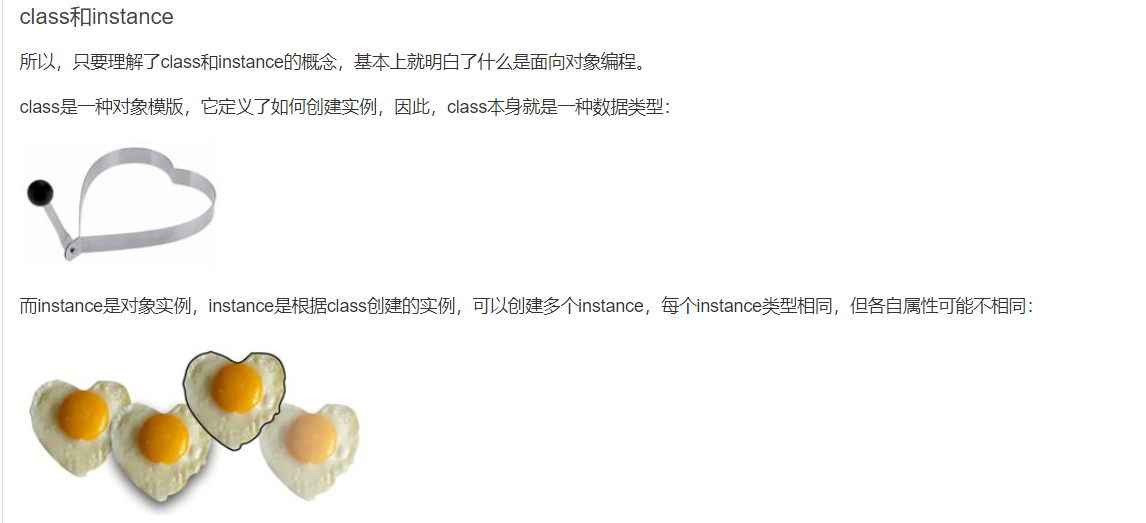 class和instance
所以，只要理解了class和instance的概念，基本上就明白了什么是面向对象编程。
class是一种对象模版，它定义了如何创建实例，因此，class本身就是一种数据类型：
而instance是对象实例，instance是根据class创建的实例，可以创建多个instance，每个instance类型相同，但各自属性可能不相同：